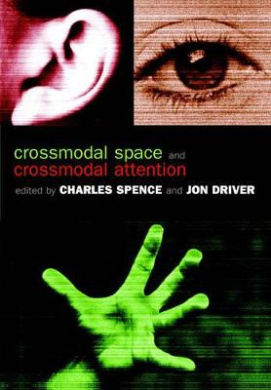 crossmodal space and
crossmodal attention
edited by CHARLES SPENCE and JON DRIVER